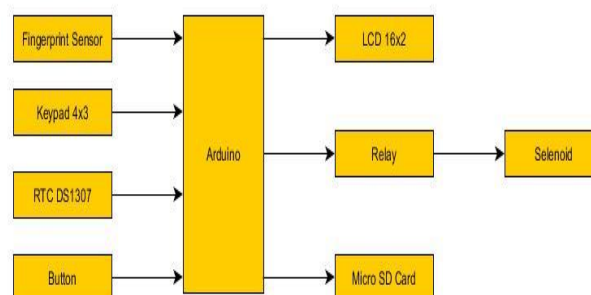 Fingerprint Sensor
LCD 16x2
Keypad 4x3
Arduino
Relay
Selenoid
RTC DS1307
Button
Micro SD Card